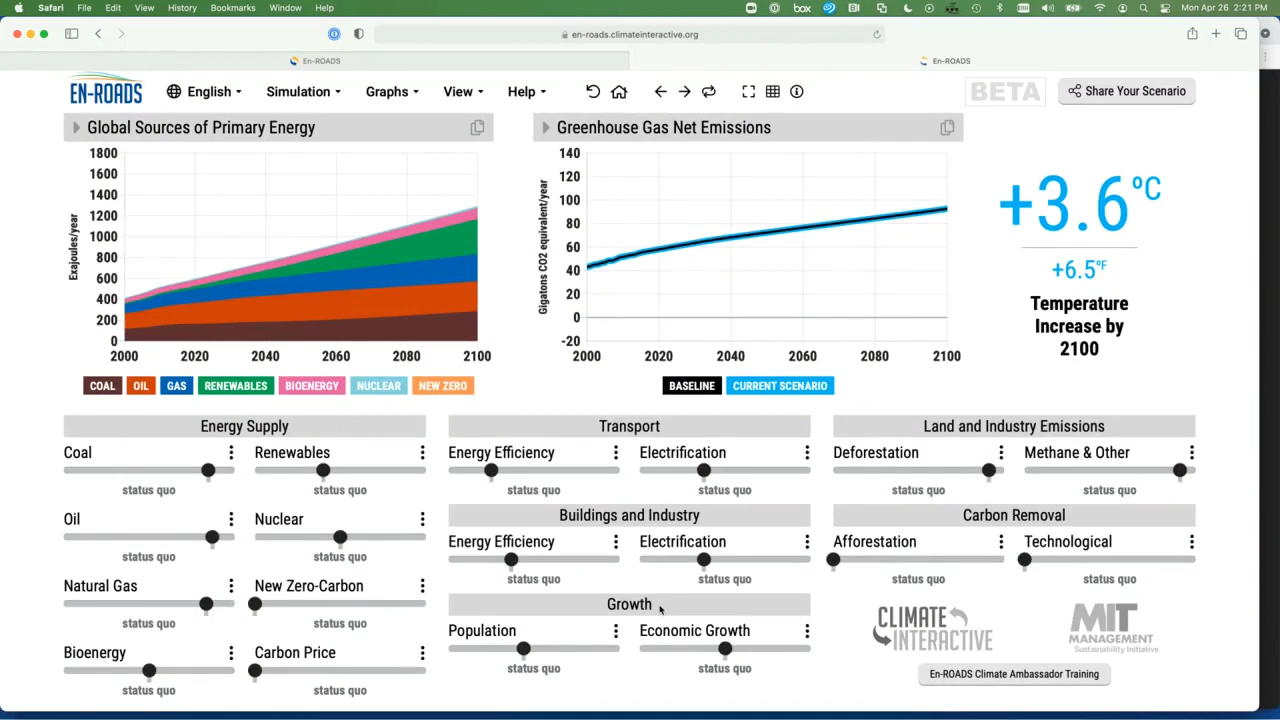 Safari File Edit View History Bookmarks Window Help box Mon Apr 26 2:21 PM
en-roads.climateinteractive.org
En-ROADS En-ROADS
EN-ROADS English Simulation Graphs View Help BETA Share Your Scenario
Global Sources of Primary Energy
1800
1600
1400
1200
1000
800
600
400
200
0
Exajoules/year
2000 2020 2040 2060 2080 2100
COAL OIL GAS RENEWABLES BIOENERGY NUCLEAR NEW ZERO
Greenhouse Gas Net Emissions
140
120
100
80
60
40
20
0
-20
Gigatons CO2 equivalent/year
2000 2020 2040 2060 2080 2100
BASELINE CURRENT SCENARIO
+3.6 ºC
+6.5 ºF
Temperature
Increase by
2100
Energy Supply
Coal Renewables
status quo status quo
Oil Nuclear
status quo status quo
Natural Gas New Zero-Carbon
status quo status quo
Bioenergy Carbon Price
status quo status quo
Transport
Energy Efficiency Electrification
status quo status quo
Buildings and Industry
Energy Efficiency Electrification
status quo status quo
Growth
Population Economic Growth
status quo status quo
Land and Industry Emissions
Deforestation Methane & Other
status quo status quo
Carbon Removal
Afforestation Technological
status quo status quo
CLIMATE
INTERACTIVE
MIT
MANAGEMENT
Sustainability Initiative
En-ROADS Climate Ambassador Training